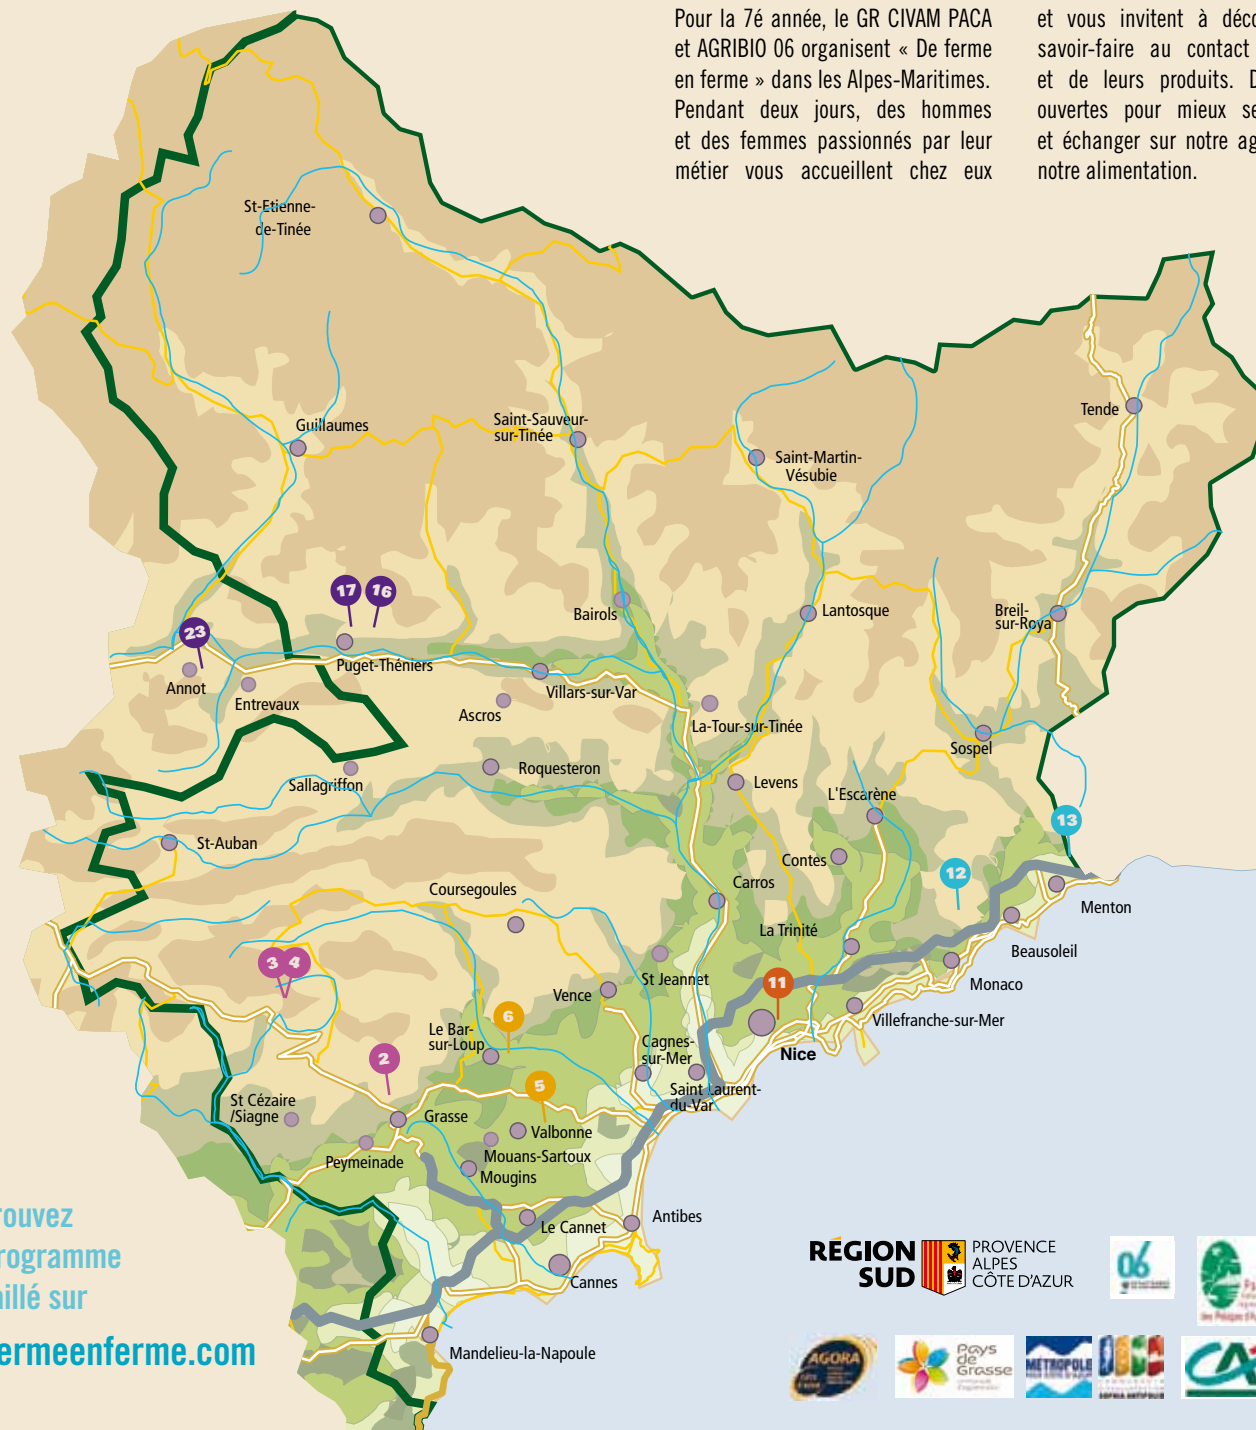 Pour la 7é année, le GR CIVAM PACA
et AGRIBIO 06 organisent « De ferme
en ferme » dans les Alpes-Maritimes.
Pendant deux jours, des hommes
et des femmes passionnés par leur
métier vous accueillent chez eux
et vous invitent à déco
savoir-faire au contact
et de leurs produits. D
ouvertes pour mieux se
et échanger sur notre ag
notre alimentation.
St-Etienne-
de-Tinée
Guillaumes
Saint-Sauveur-
sur-Tinée
Saint-Martin-
Vésubie
Tende
17
16
Bairols
Lantosque
Breil-
sur-Roya
23
Puget-Théniers
Annot
Entrevaux
Villars-sur-Var
Ascros
La-Tour-sur-Tinée
Sospel
Sallagriffon
Roquesteron
Levens
L'Escarène
13
St-Auban
Contes
12
Coursegoules
Carros
Menton
La Trinité
Beausoleil
3
4
St Jeannet
11
Monaco
Vence
6
Villefranche-sur-Mer
Le Bar-
sur-Loup
Cagnes-
sur-Mer
Nice
2
5
Saint Laurent-
du-Var
St Cézaire
/Siagne
Grasse
Valbonne
Mouans-Sartoux
Peymeinade
Mougins
Le Cannet
Antibes
Cannes
Mandelieu-la-Napoule
rouvez
rogramme
aillé sur
ermeenferme.com
RÉGION
SUD
PROVENCE
ALPES
CÔTE D'AZUR
06
AGORA
Pays
de
Grasse
MÉTROPOLE
SOPHIA ANTIPOLIS
CA